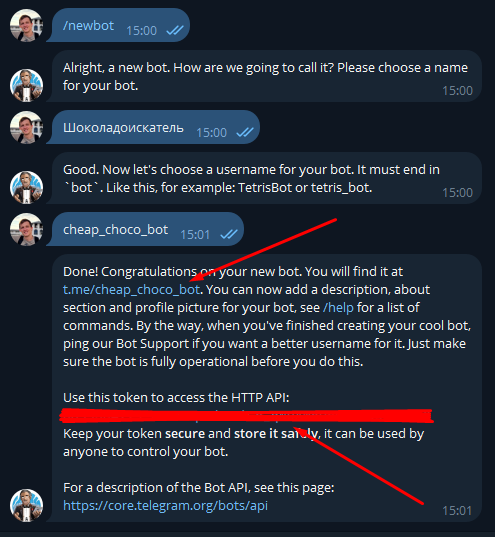 /newbot 15:00
Alright, a new bot. How are we going to call it? Please choose a name
for your bot. 15:00
Шоколадоискатель 15:00
Good. Now let's choose a username for your bot. It must end in
`bot`. Like this, for example: TetrisBot or tetris_bot. 15:00
cheap_choco_bot 15:01
Done! Congratulations on your new bot. You will find it at
t.me/cheap_choco_bot. You can now add a description, about
section and profile picture for your bot, see /help for a list of
commands. By the way, when you've finished creating your cool bot,
ping our Bot Support if you want a better username for it. Just make
sure the bot is fully operational before you do this.
Use this token to access the HTTP API:
Keep your token secure and store it safely, it can be used by
anyone to control your bot.
For a description of the Bot API, see this page:
https://core.telegram.org/bots/api 15:01